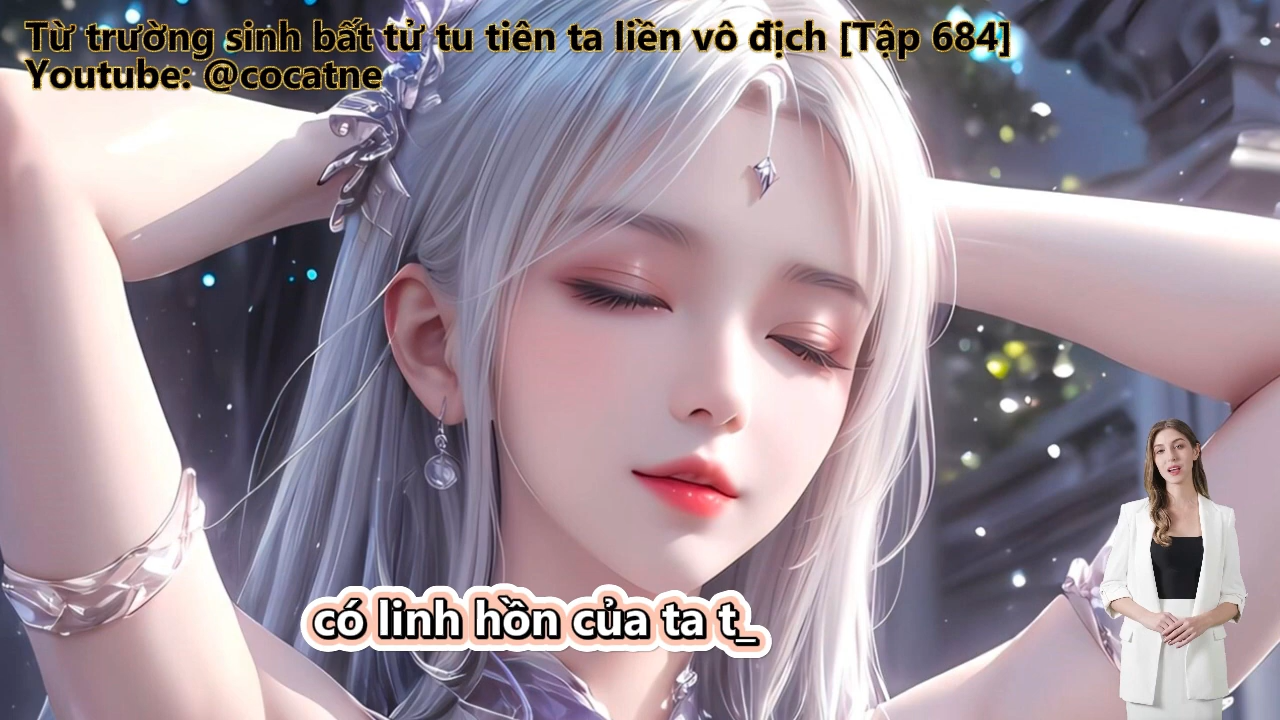 Từ trường sinh bất tử tu tiên ta liền vô địch [Tập 684]
Youtube: @cocatne
có linh hồn của ta t_